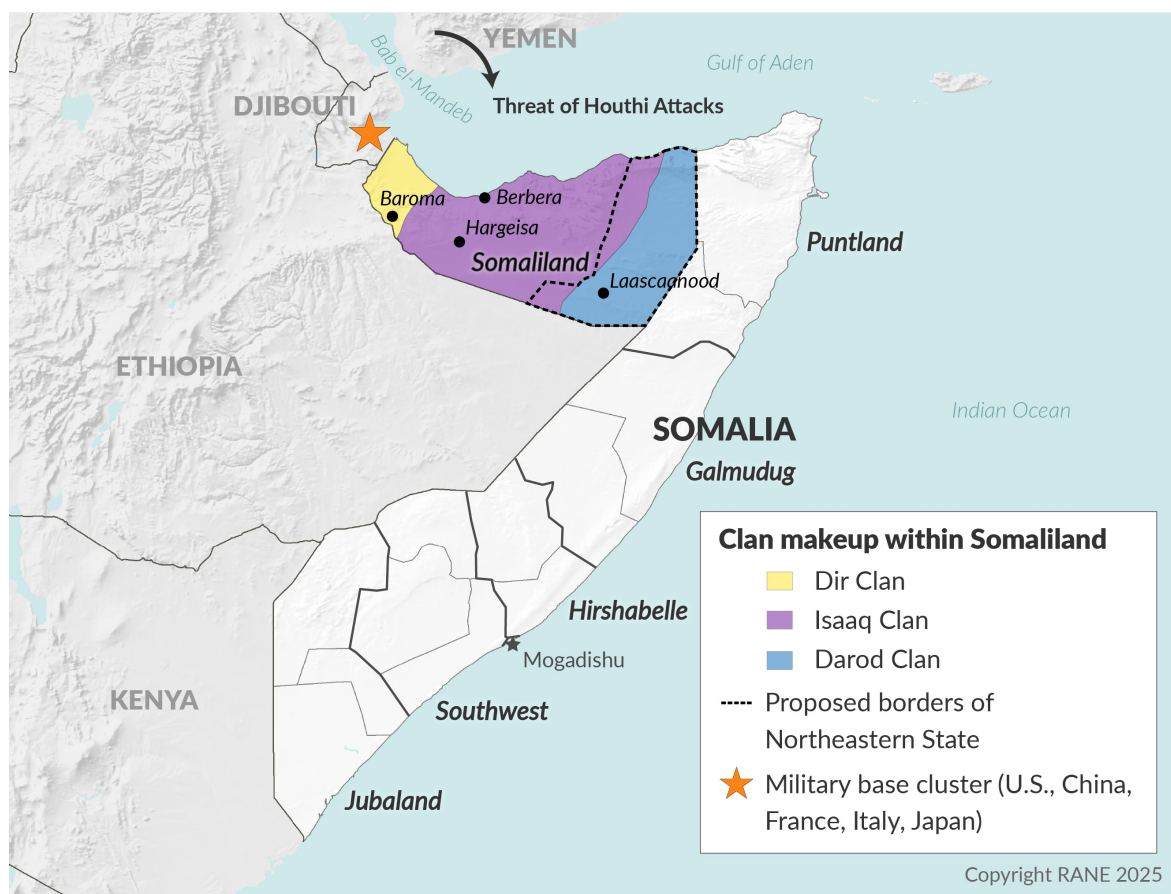 YEMEN
Bab el-Mandeb
Gulf of Aden
DJIBOUTI
Threat of Houthi Attacks
Baroma
Berbera
Hargeisa
Somaliland
Puntland
Laascaanood
ETHIOPIA
SOMALIA
Indian Ocean
Galmudug
Clan makeup within Somaliland
Dir Clan
Isaaq Clan
Darod Clan
Proposed borders of
Northeastern State
Military base cluster (U.S., China,
France, Italy, Japan)
Hirshabelle
Mogadishu
KENYA
Southwest
Jubaland
Copyright RANE 2025